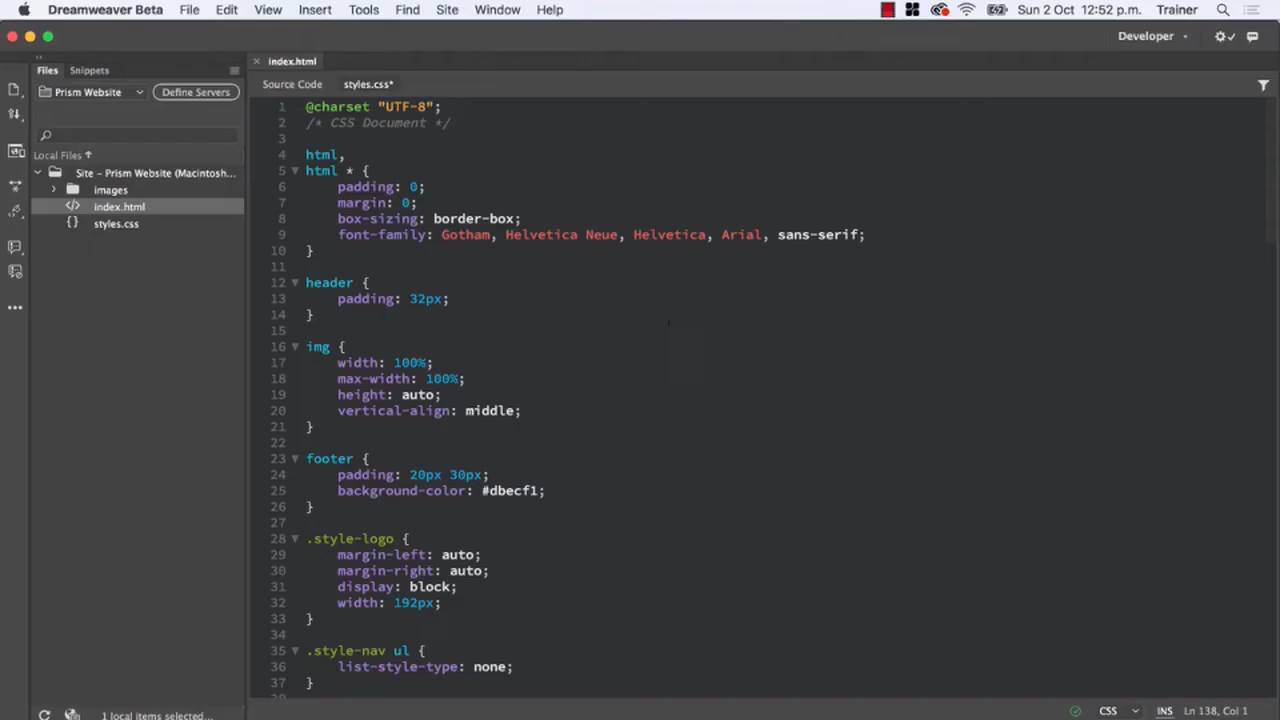 Dreamweaver Beta File Edit View Insert Tools Find Site Window Help Sun 2 Oct 12:52 p.m. Trainer
Developer
Files Snippets
index.html
Prism Website Define Servers
Source Code styles.css*
Local Files
Site - Prism Website (Macintosh...
images
index.html
styles.css
1 @charset "UTF-8";
2 /* CSS Document */
3
4 html,
5 html * {
6 padding: 0;
7 margin: 0;
8 box-sizing: border-box;
9 font-family: Gotham, Helvetica Neue, Helvetica, Arial, sans-serif;
10 }
11
12 header {
13 padding: 32px;
14 }
15
16 img {
17 width: 100%;
18 max-width: 100%;
19 height: auto;
20 vertical-align: middle;
21 }
22
23 footer {
24 padding: 20px 30px;
25 background-color: #dbecf1;
26 }
27
28 .style-logo {
29 margin-left: auto;
30 margin-right: auto;
31 display: block;
32 width: 192px;
33 }
34
35 .style-nav ul {
36 list-style-type: none;
37 }
1 local items selected...
CSS INS Ln 138, Col 1